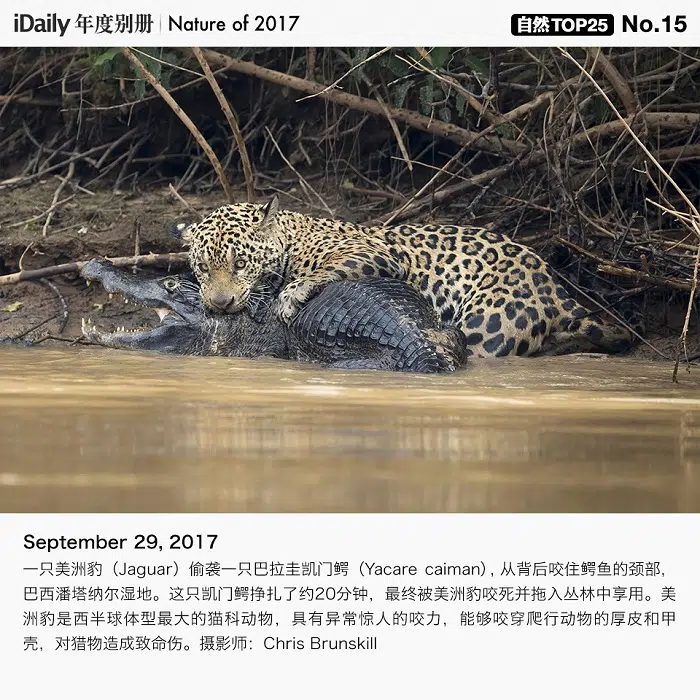 iDaily 年度别册 | Nature of 2017
自然TOP25 No.15
September 29, 2017
一只美洲豹（Jaguar）偷袭一只巴拉圭凯门鳄（Yacare caiman），从背后咬住鳄鱼的颈部，
巴西潘塔纳尔湿地。这只凯门鳄挣扎了约20分钟，最终被美洲豹咬死并拖入丛林中享用。美
洲豹是西半球体型最大的猫科动物，具有异常惊人的咬力，能够咬穿爬行动物的厚皮和甲
壳，对猎物造成致命伤。摄影师：Chris Brunskill